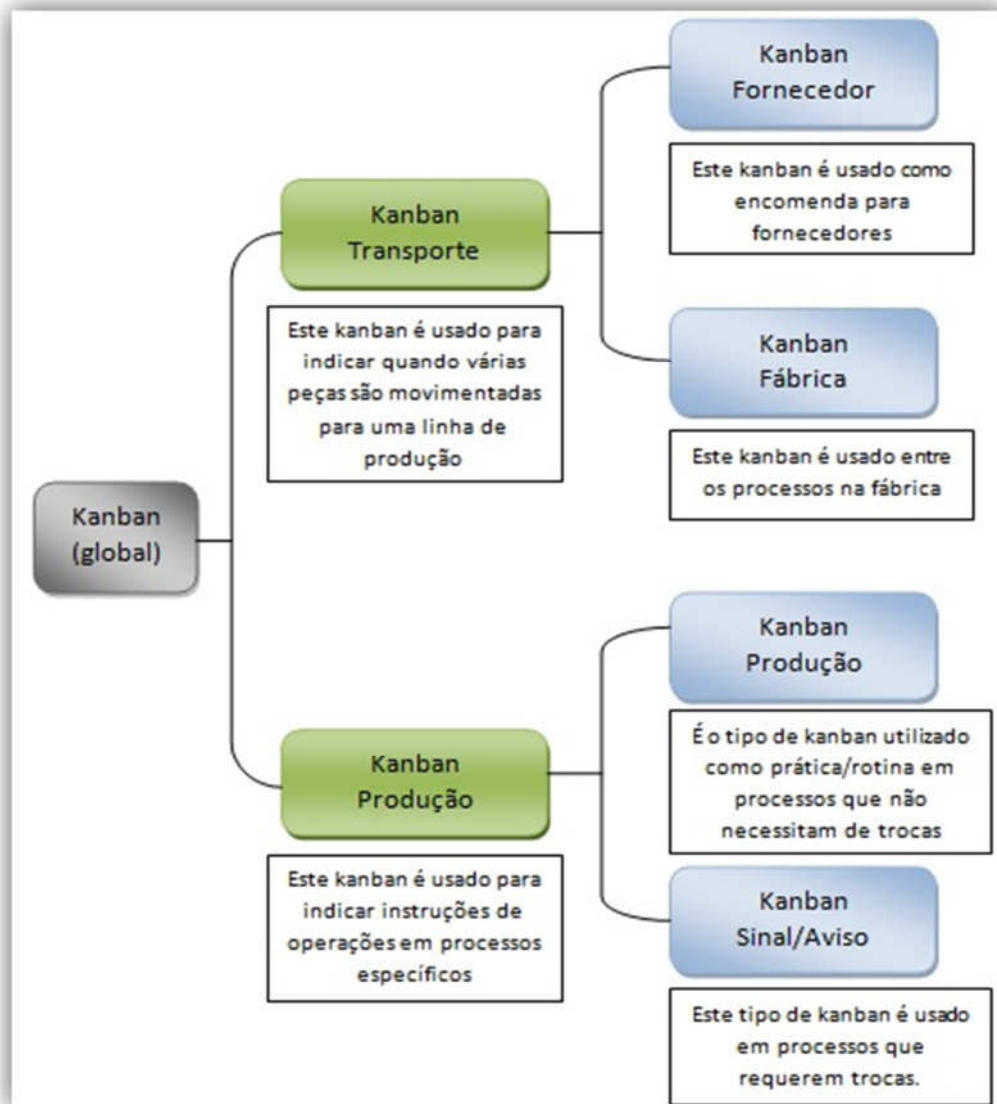 Kanban
(global)
Kanban
Transporte
Este kanban é usado para
indicar quando várias
peças são movimentadas
para uma linha de
produção
Kanban
Fornecedor
Este kanban é usado como
encomenda para
fornecedores
Kanban
Fábrica
Este kanban é usado entre
os processos na fábrica
Kanban
Produção
Este kanban é usado para
indicar instruções de
operações em processos
específicos
Kanban
Produção
É o tipo de kanban utilizado
como prática/rotina em
processos que não
necessitam de trocas
Kanban
Sinal/Aviso
Este tipo de kanban é usado
em processos que
requerem trocas.